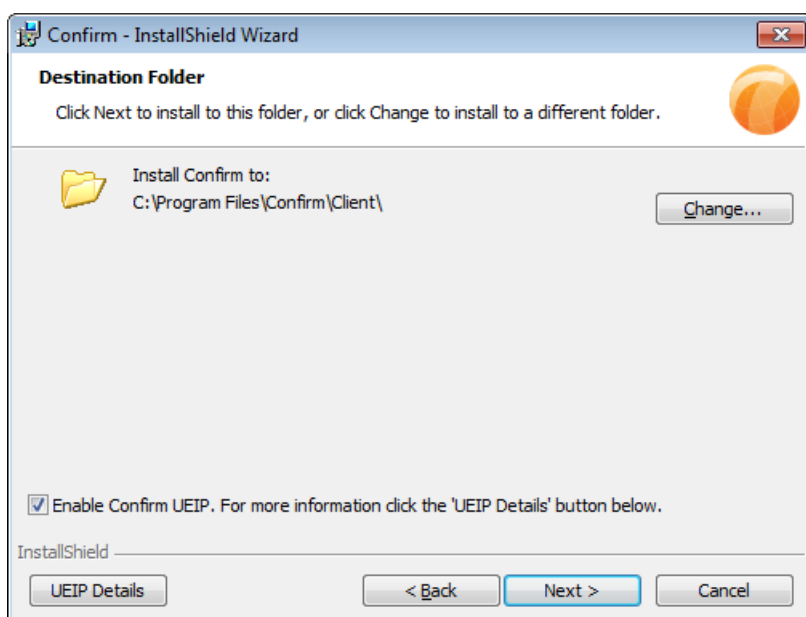 Confirm - InstallShield Wizard
Destination Folder
Click Next to install to this folder, or click Change to install to a different folder.
Install Confirm to:
C:\Program Files\Confirm\Client\
Change...
Enable Confirm UEIP. For more information click the 'UEIP Details' button below.
InstallShield
UEIP Details
< Back
Next >
Cancel